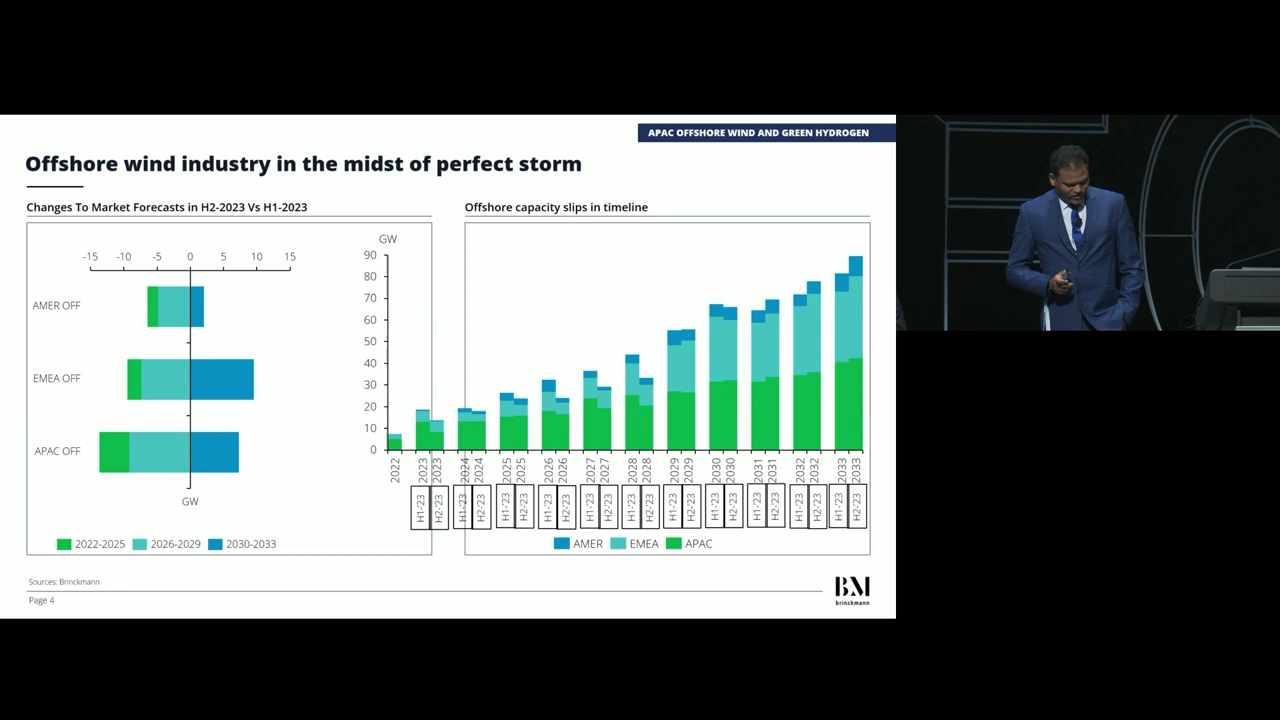 APAC OFFSHORE WIND AND GREEN HYDROGEN
Offshore wind industry in the midst of perfect storm
Changes To Market Forecasts in H2-2023 Vs H1-2023
-15 -10 -5 0 5 10 15
AMER OFF
EMEA OFF
APAC OFF
GW
2022-2025 2026-2029 2030-2033
Offshore capacity slips in timeline
GW
90
80
70
60
50
40
30
20
10
0
2022 2023 2023 2024 2024 2025 2025 2026 2026 2027 2027 2028 2028 2029 2029 2030 2030 2031 2031 2032 2032 2033 2033
H1-'23 H2-'23 H1-'23 H2-'23 H1-'23 H2-'23 H1-'23 H2-'23 H1-'23 H2-'23 H1-'23 H2-'23 H1-'23 H2-'23 H1-'23 H2-'23 H1-'23 H2-'23 H1-'23 H2-'23 H1-'23 H2-'23
AMER EMEA APAC
Sources: Brinckmann
Page 4
BM
brinckmann